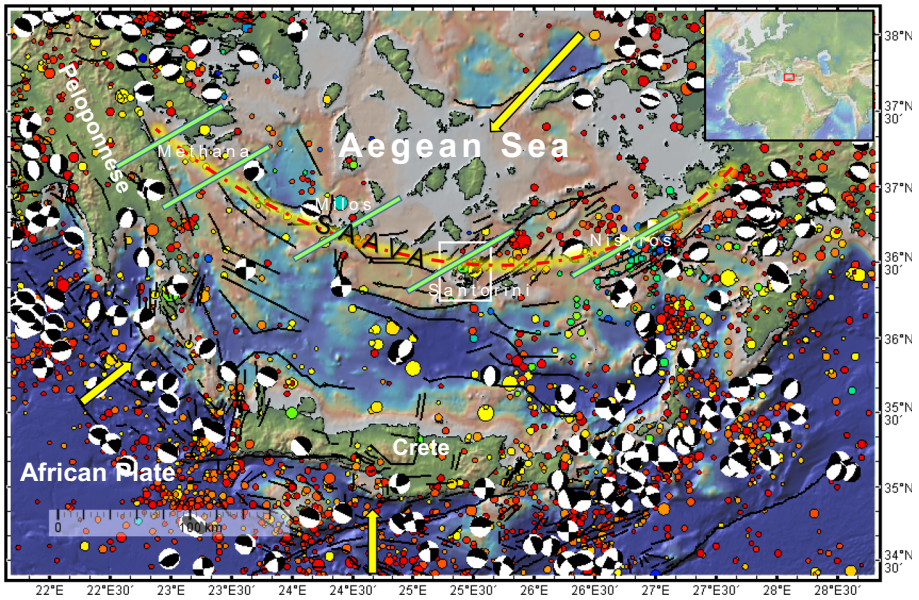 38°N
Peloponnese
37°N
30'
Aegean Sea
Methana
37°N
Milos
SAAVA
Nisyros
36°N
30'
Santorini
36°N
35°N
30'
Crete
African Plate
35°N
0
100 km
34°N
30'
22°E
22°E30'
23°E
23°E30'
24°E
24°E30'
25°E
25°E30'
26°E
26°E30'
27°E
27°E30'
28°E
28°E30'